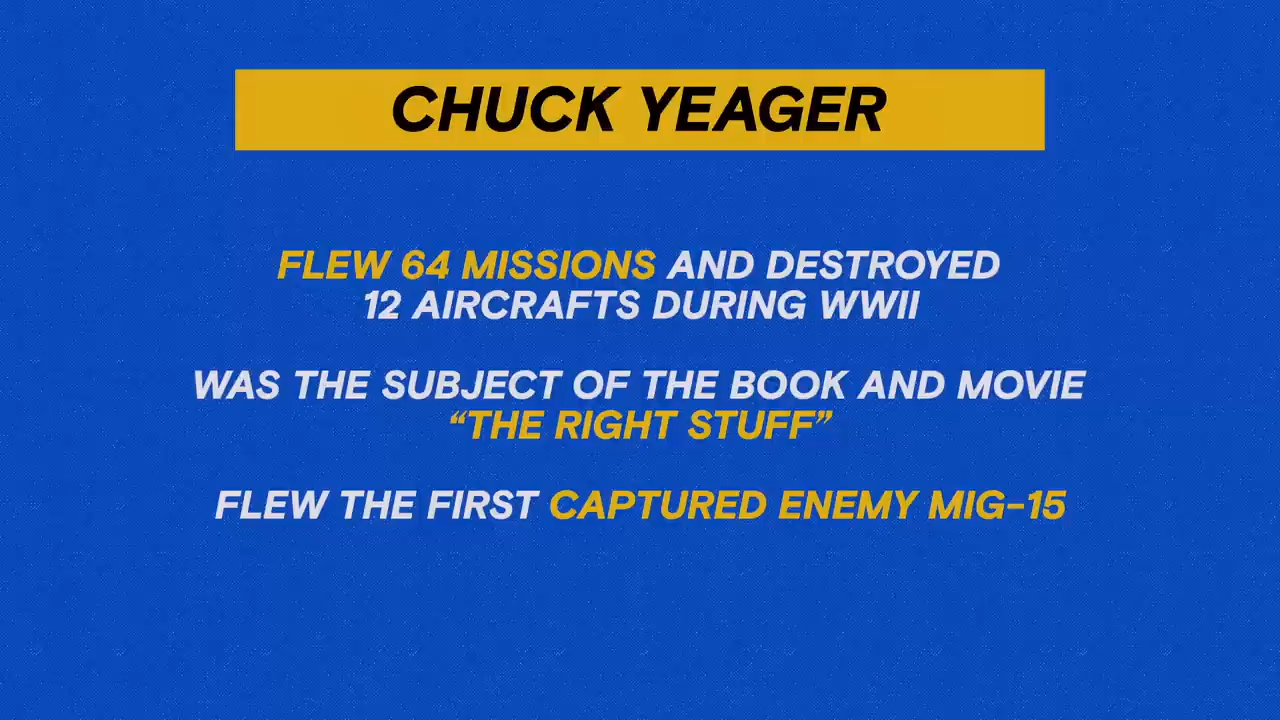 CHUCK YEAGER
FLEW 64 MISSIONS AND DESTROYED
12 AIRCRAFTS DURING WWII
WAS THE SUBJECT OF THE BOOK AND MOVIE
“THE RIGHT STUFF”
FLEW THE FIRST CAPTURED ENEMY MIG-15